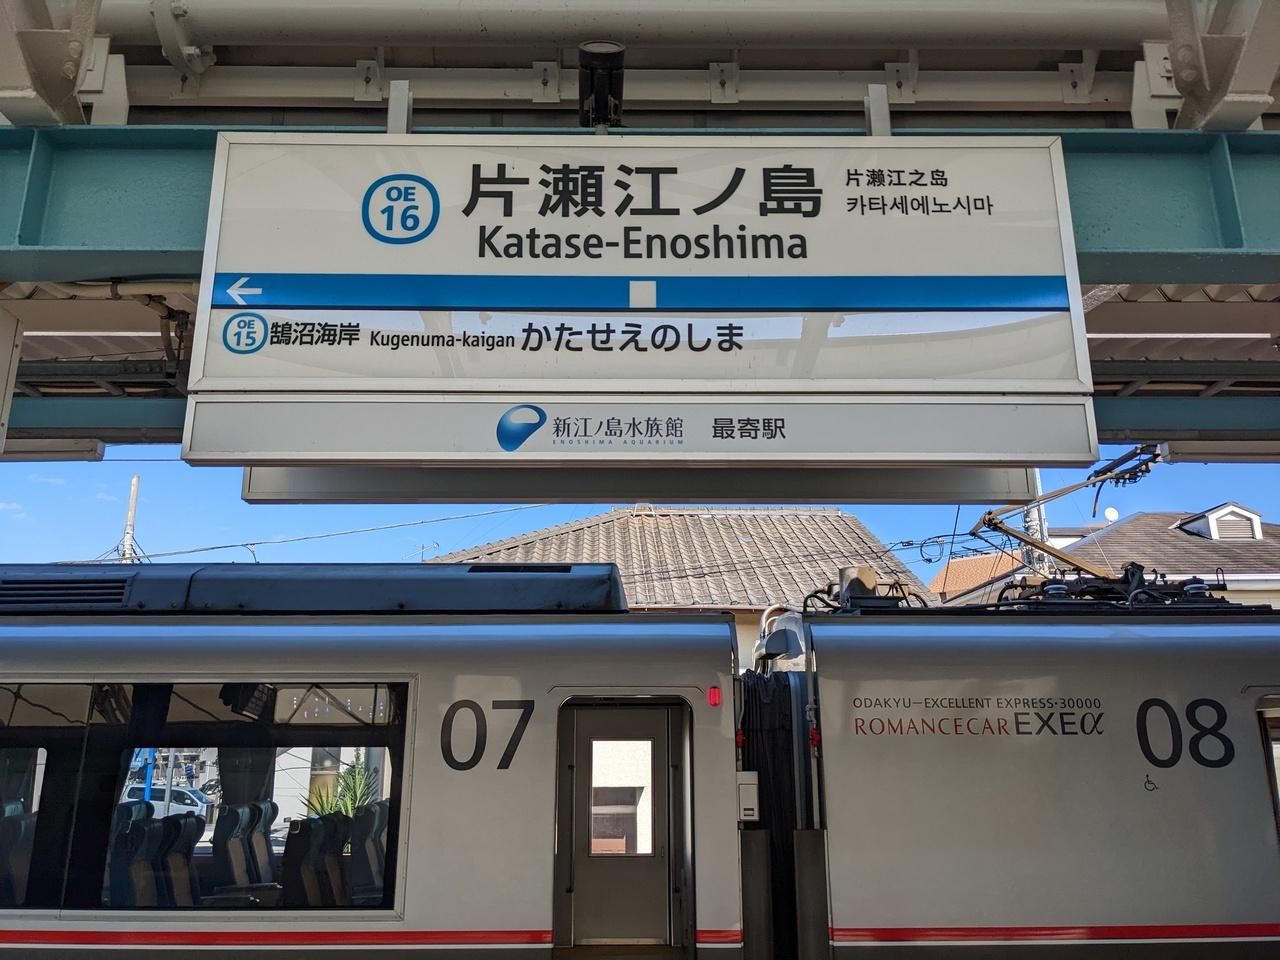 OE
16
片瀬江ノ島
片濑江之岛
카타세에노시마
Katase-Enoshima
←
OE
15
鵠沼海岸 Kugenuma-kaigan かたせえのしま
新江ノ島水族館 最寄駅
ENOSHIMA AQUARIUM
07
ODAKYU-EXCELLENT EXPRESS・30000
ROMANCECAR EXEα
08